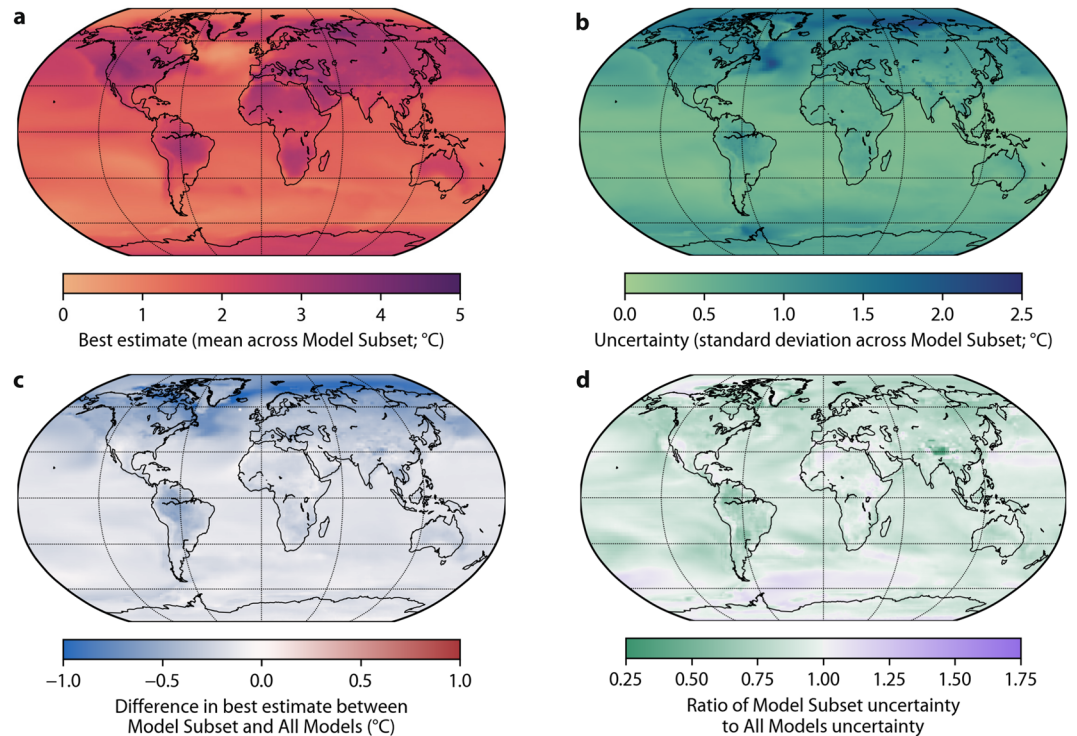 a
0 1 2 3 4 5
Best estimate (mean across Model Subset; °C)
b
0.0 0.5 1.0 1.5 2.0 2.5
Uncertainty (standard deviation across Model Subset; °C)
c
−1.0 −0.5 0.0 0.5 1.0
Difference in best estimate between
Model Subset and All Models (°C)
d
0.25 0.50 0.75 1.00 1.25 1.50 1.75
Ratio of Model Subset uncertainty
to All Models uncertainty